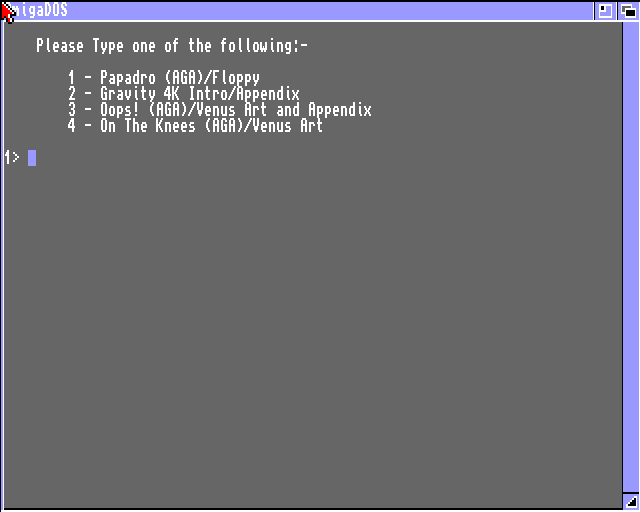 AmigaDOS
Please Type one of the following:-
1 - Papadro (AGA)/Floppy
2 - Gravity 4K Intro/Appendix
3 - Oops! (AGA)/Venus Art and Appendix
4 - On The Knees (AGA)/Venus Art
1>